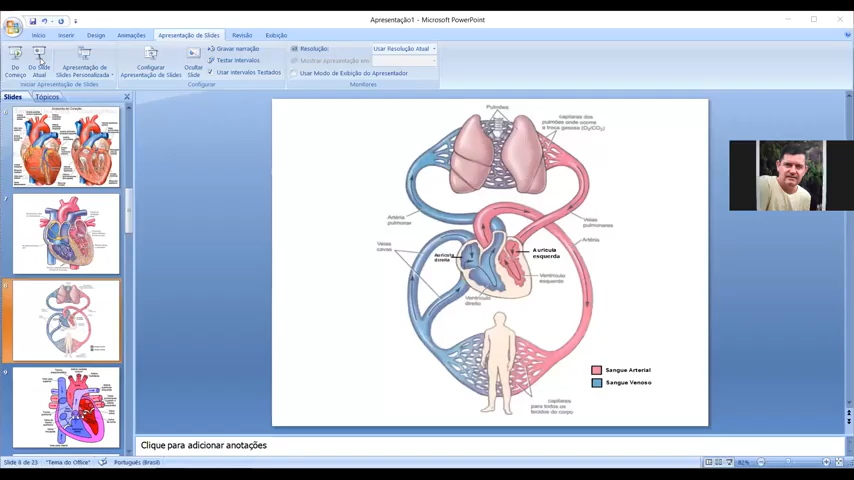 Apresentação1 - Microsoft PowerPoint
Início
Inserir
Design
Animações
Apresentação de Slides
Revisão
Exibição
Do
Começo
Do Slide
Atual
Apresentação de
Slides Personalizada
Configurar
Apresentação de Slides
Ocultar
Slide
Gravar narração
Testar Intervalos
Usar Intervalos Testados
Resolução:
Usar Resolução Atual
Mostrar Apresentação em:
Usar Modo de Exibição do Apresentador
Iniciar Apresentação de Slides
Configurar
Monitores
Slides
Tópicos
7
8
9
Pulmões
capilares dos
pulmões onde ocorre
a troca gasosa (O₂/CO₂)
Artéria
pulmonar
Veias
pulmonares
Artéria
Veias
cavas
Aurícula
direita
Aurícula
esquerda
Ventrículo
esquerdo
Ventrículo
direito
Sangue Arterial
Sangue Venoso
capilares
para todos os
tecidos do corpo
Clique para adicionar anotações
Slide 8 de 23
"Tema do Office"
Português (Brasil)
82%